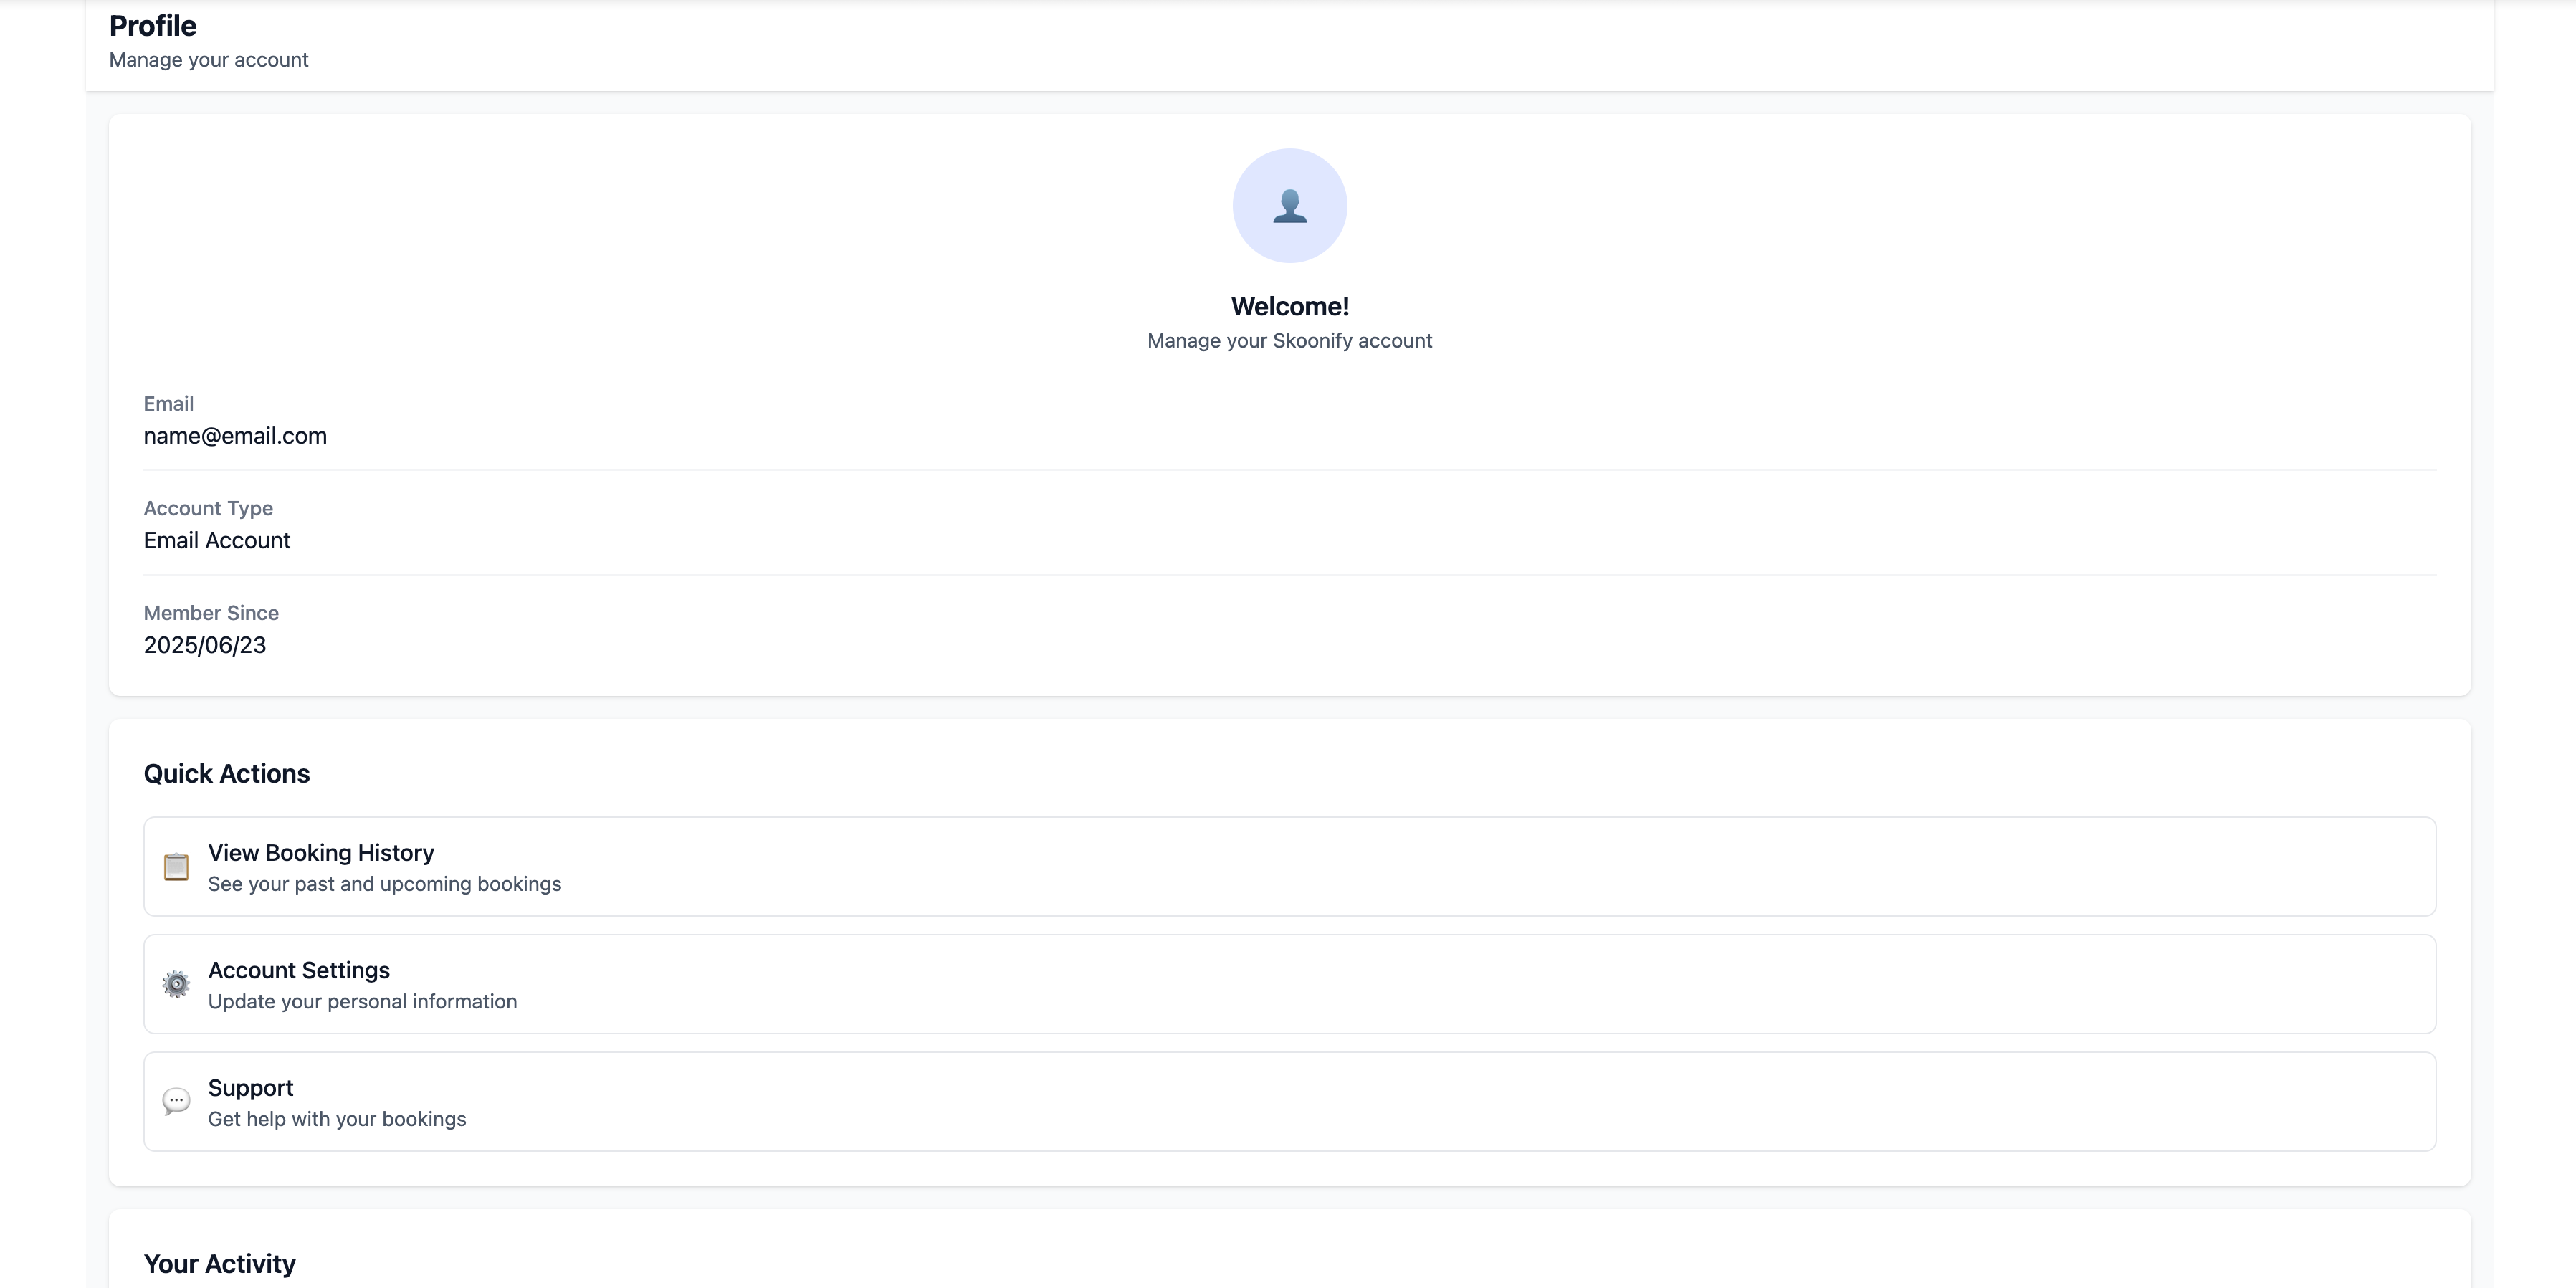 Profile
Manage your account
Welcome!
Manage your Skoonify account
Email
name@email.com
Account Type
Email Account
Member Since
2025/06/23
Quick Actions
View Booking History
See your past and upcoming bookings
Account Settings
Update your personal information
Support
Get help with your bookings
Your Activity